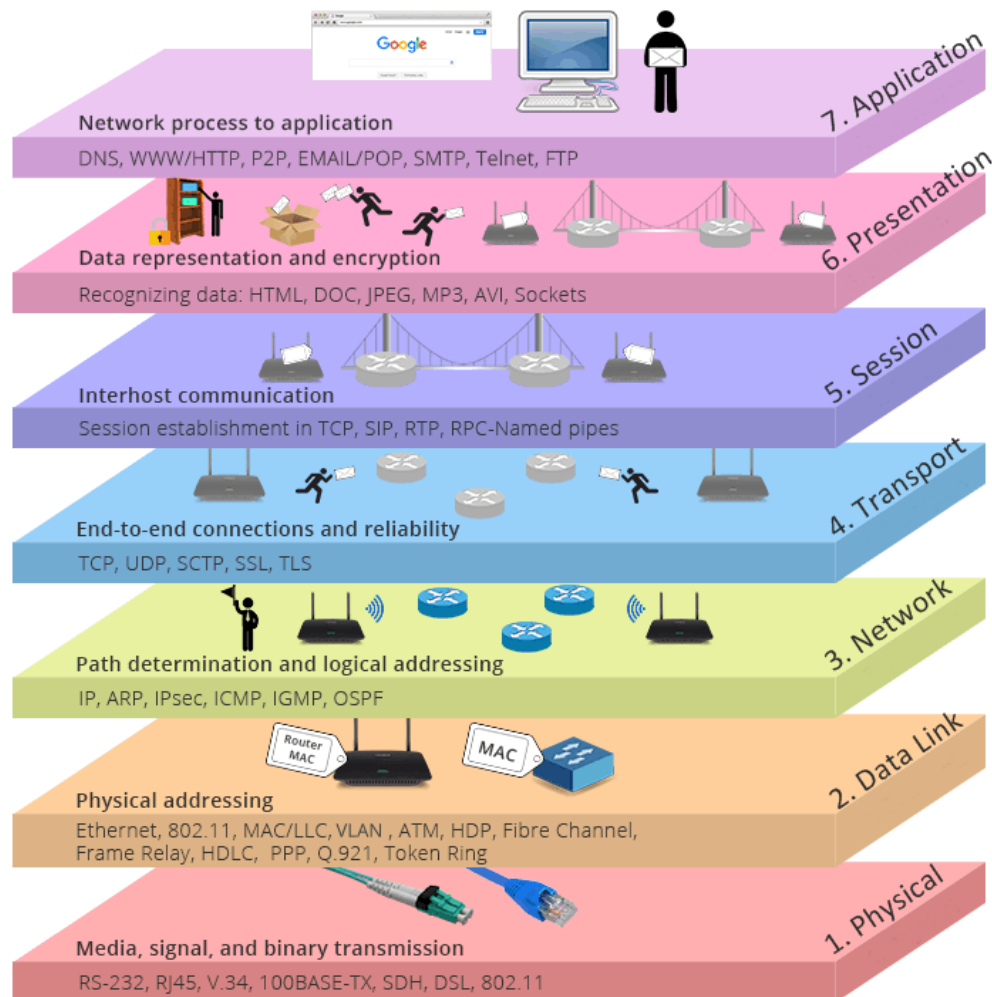 Google
7. Application
Network process to application
DNS, WWW/HTTP, P2P, EMAIL/POP, SMTP, Telnet, FTP
6. Presentation
Data representation and encryption
Recognizing data: HTML, DOC, JPEG, MP3, AVI, Sockets
5. Session
Interhost communication
Session establishment in TCP, SIP, RTP, RPC-Named pipes
4. Transport
End-to-end connections and reliability
TCP, UDP, SCTP, SSL, TLS
3. Network
Path determination and logical addressing
IP, ARP, IPsec, ICMP, IGMP, OSPF
2. Data Link
Router
MAC
MAC
Physical addressing
Ethernet, 802.11, MAC/LLC, VLAN , ATM, HDP, Fibre Channel,
Frame Relay, HDLC, PPP, Q.921, Token Ring
1. Physical
Media, signal, and binary transmission
RS-232, RJ45, V.34, 100BASE-TX, SDH, DSL, 802.11